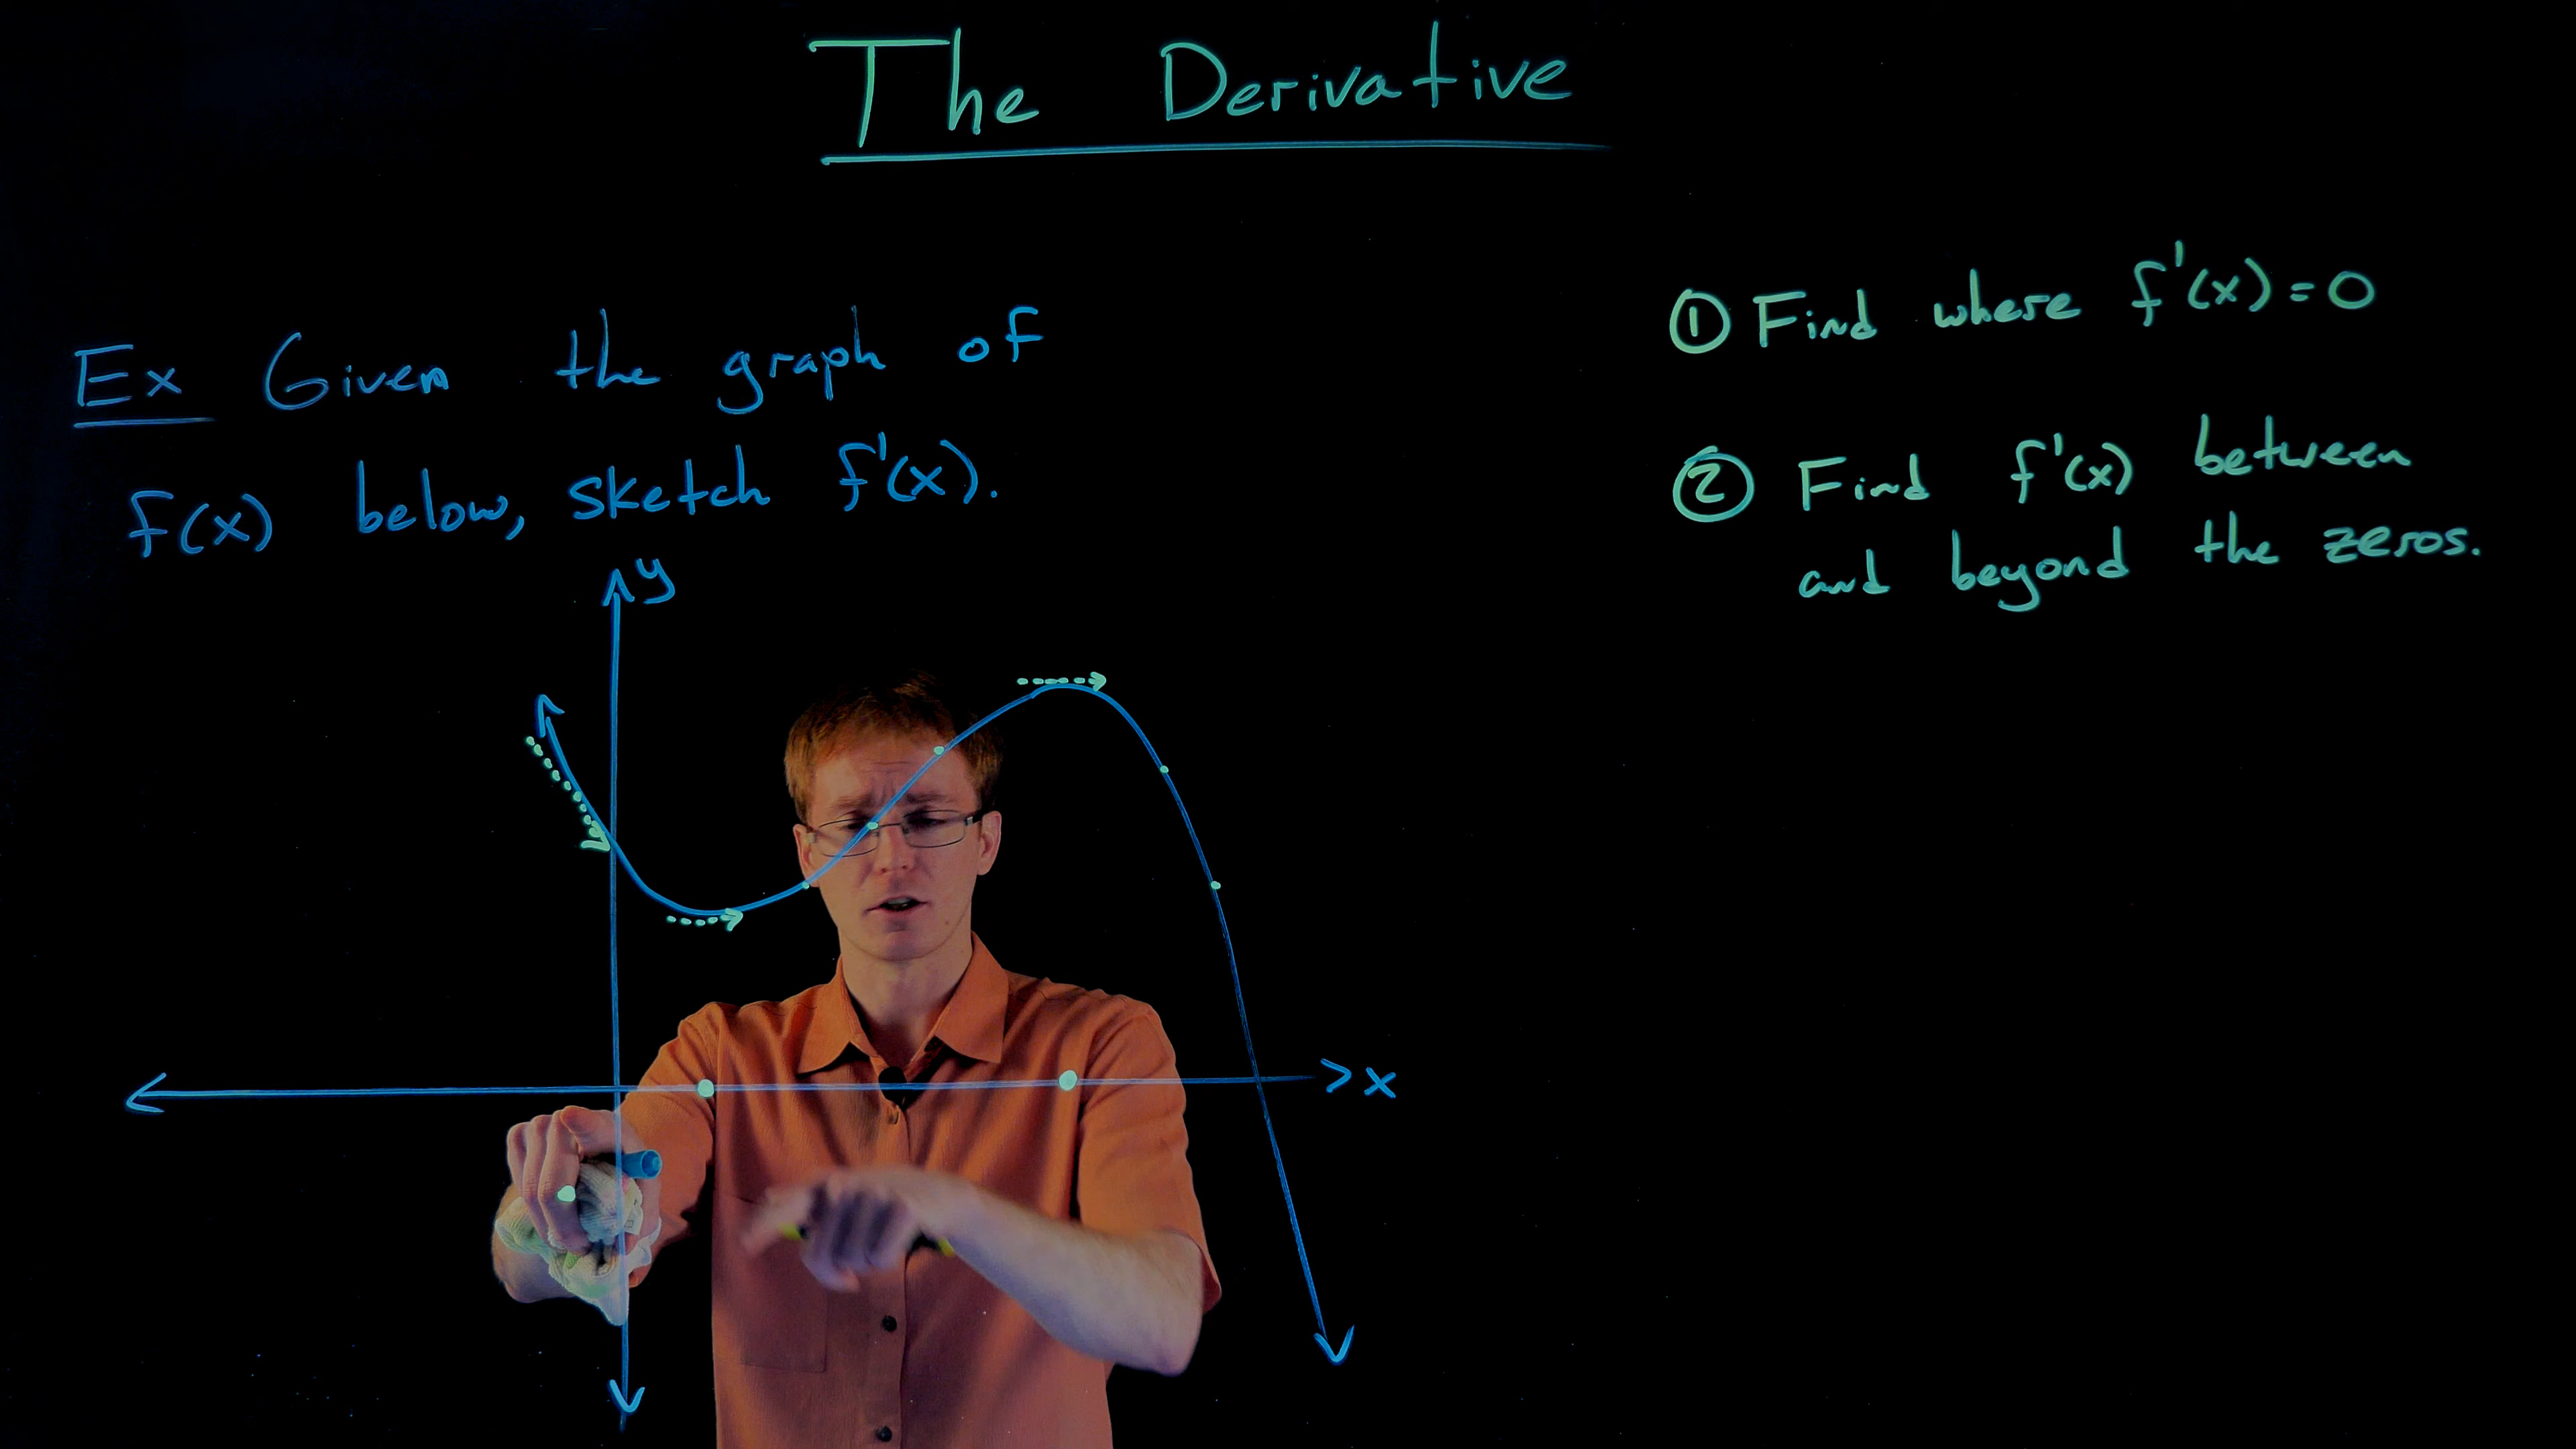 The Derivative
Ex Given the graph of
f(x) below, sketch f'(x).
① Find where f'(x)=0
② Find f'(x) between
and beyond the zeros.
y
x